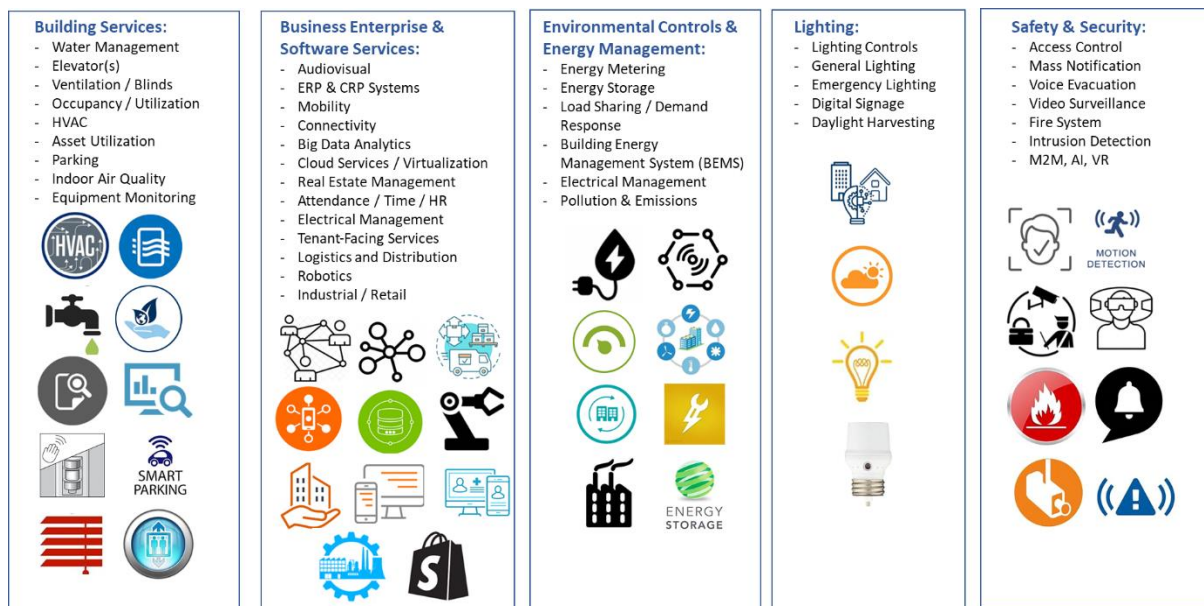 Building Services:
- Water Management
- Elevator(s)
- Ventilation / Blinds
- Occupancy / Utilization
- HVAC
- Asset Utilization
- Parking
- Indoor Air Quality
- Equipment Monitoring
HVAC
SMART
PARKING
Business Enterprise &
Software Services:
- Audiovisual
- ERP & CRP Systems
- Mobility
- Connectivity
- Big Data Analytics
- Cloud Services / Virtualization
- Real Estate Management
- Attendance / Time / HR
- Electrical Management
- Tenant-Facing Services
- Logistics and Distribution
- Robotics
- Industrial / Retail
S
Environmental Controls
& Energy Management:
- Energy Metering
- Energy Storage
- Load Sharing / Demand
Response
- Building Energy
Management System (BEMS)
- Electrical Management
- Pollution & Emissions
ENERGY
STORAGE
Lighting:
- Lighting Controls
- General Lighting
- Emergency Lighting
- Digital Signage
- Daylight Harvesting
Safety & Security:
- Access Control
- Mass Notification
- Voice Evacuation
- Video Surveillance
- Fire System
- Intrusion Detection
- M2M, AI, VR
MOTION
DETECTION